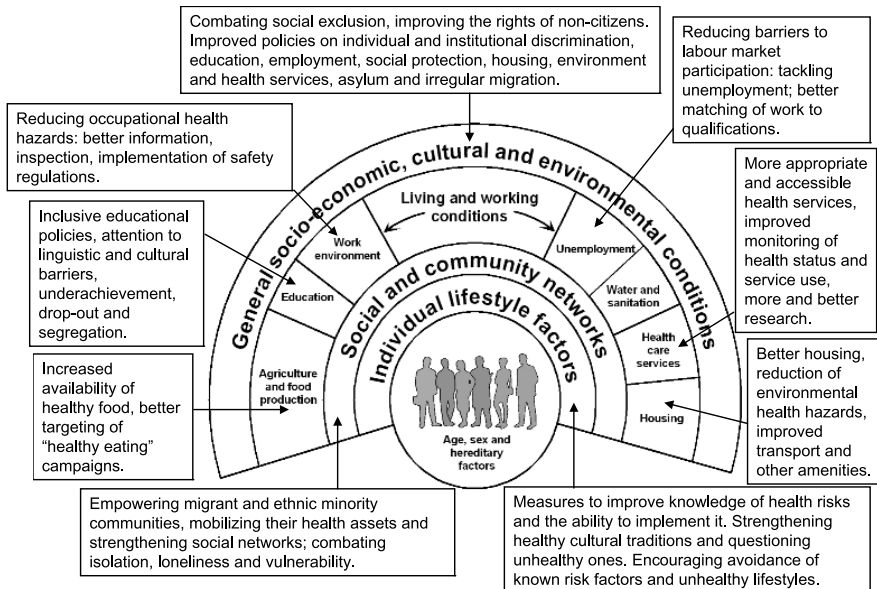 Combating social exclusion, improving the rights of non-citizens.
Improved policies on individual and institutional discrimination,
education, employment, social protection, housing, environment
and health services, asylum and irregular migration.
Reducing barriers to
labour market
participation: tackling
unemployment; better
matching of work to
qualifications.
Reducing occupational health
hazards: better information,
inspection, implementation of safety
regulations.
More appropriate
and accessible
health services,
improved
monitoring of
health status and
service use,
more and better
research.
Inclusive educational
policies, attention to
linguistic and cultural
barriers,
underachievement,
drop-out and
segregation.
Increased
availability of
healthy food, better
targeting of
“healthy eating”
campaigns.
Better housing,
reduction of
environmental
health hazards,
improved
transport and
other amenities.
Empowering migrant and ethnic minority
communities, mobilizing their health assets and
strengthening social networks; combating
isolation, loneliness and vulnerability.
Measures to improve knowledge of health risks
and the ability to implement it. Strengthening
healthy cultural traditions and questioning
unhealthy ones. Encouraging avoidance of
known risk factors and unhealthy lifestyles.
General socio-economic, cultural and environmental conditions
Living and working
conditions
Work
environment
Unemployment
Education
Water and
sanitation
Agriculture
and food
production
Health
care
services
Housing
Social and community networks
Individual lifestyle factors
Age, sex and
hereditary
factors